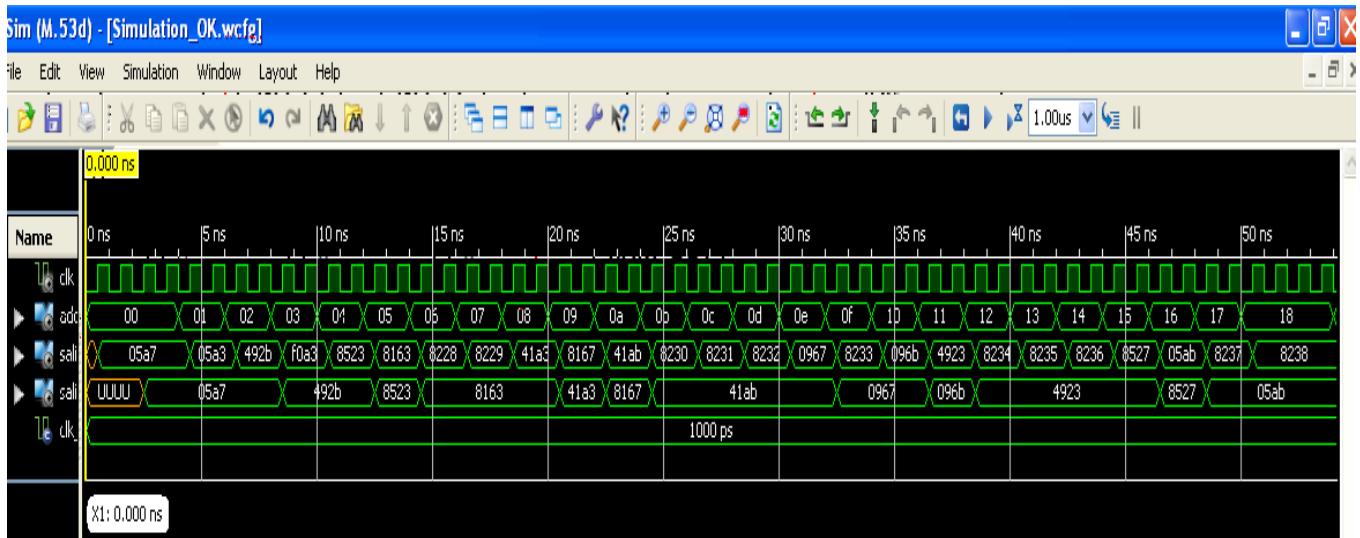 Sim (M.53d) - [Simulation_OK.wcfg]
File Edit View Simulation Window Layout Help
1.00us
0.000 ns
Name 0 ns 5 ns 10 ns 15 ns 20 ns 25 ns 30 ns 35 ns 40 ns 45 ns 50 ns
clk
add 00 01 02 03 04 05 06 07 08 09 0a 0b 0c 0d 0e 0f 10 11 12 13 14 15 16 17 18
sali 05a7 05a3 492b f0a3 8523 8163 8228 8229 41a3 8167 41ab 8230 8231 8232 0967 8233 096b 4923 8234 8235 8236 8527 05ab 8237 8238
sali UUUU 05a7 492b 8523 8163 41a3 8167 41ab 0967 096b 4923 8527 05ab
clk_ 1000 ps
X1: 0.000 ns